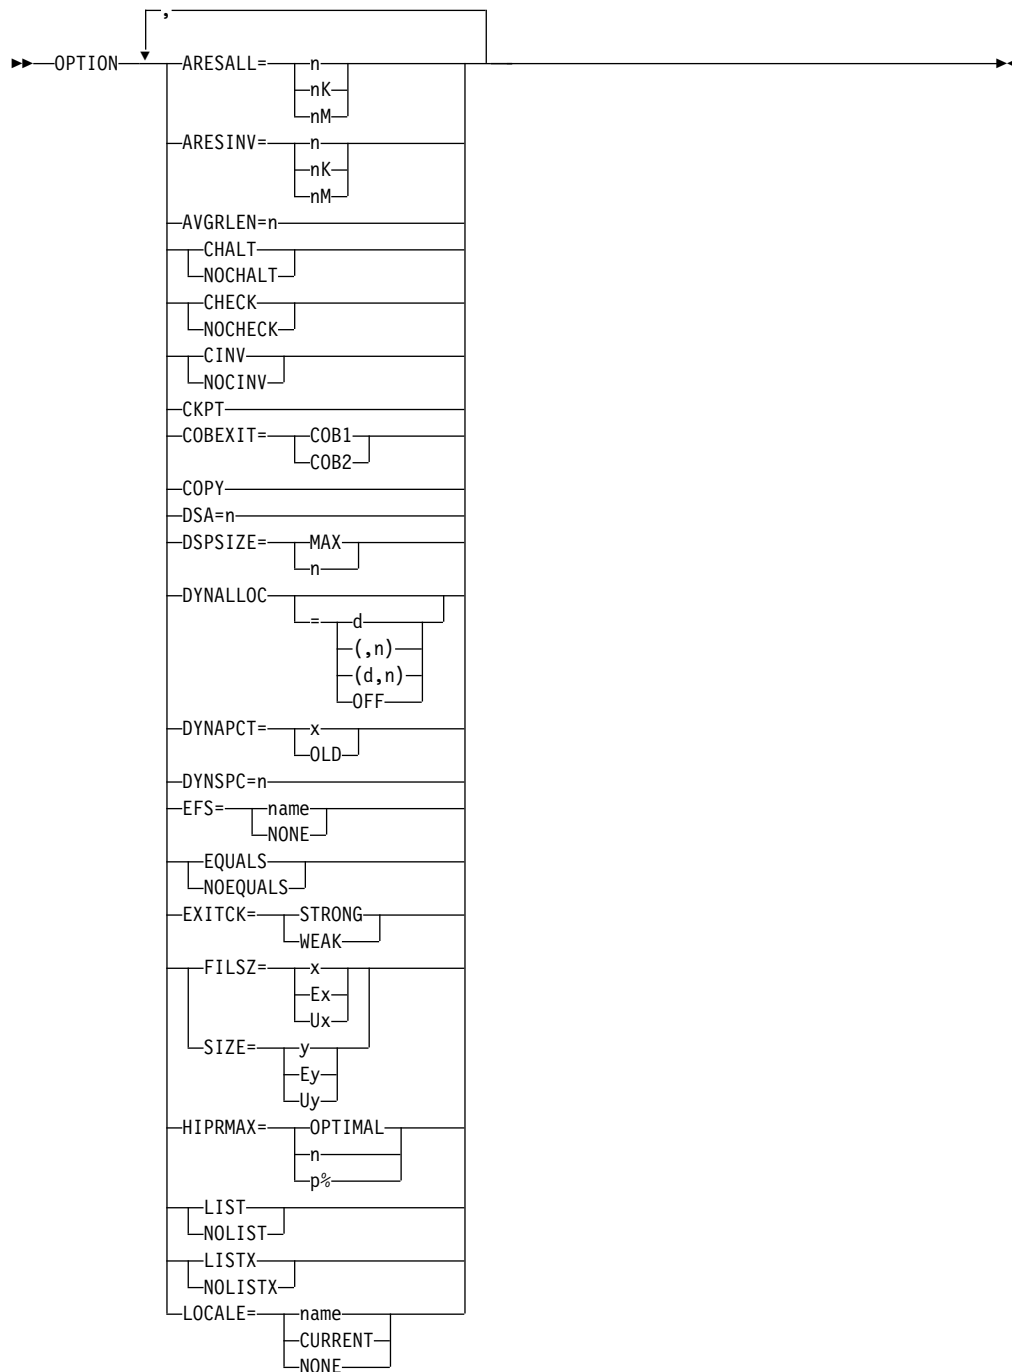 ,
OPTION ARESALL= n
nK
nM
ARESINV= n
nK
nM
AVGRLEN=n
CHALT
NOCHALT
CHECK
NOCHECK
CINV
NOCINV
CKPT
COBEXIT= COB1
COB2
COPY
DSA=n
DSPSIZE= MAX
n
DYNALLOC
= d
(,n)
(d,n)
OFF
DYNAPCT= x
OLD
DYNSPC=n
EFS= name
NONE
EQUALS
NOEQUALS
EXITCK= STRONG
WEAK
FILSZ= x
Ex
Ux
SIZE= y
Ey
Uy
HIPRMAX= OPTIMAL
n
p%
LIST
NOLIST
LISTX
NOLISTX
LOCALE= name
CURRENT
NONE